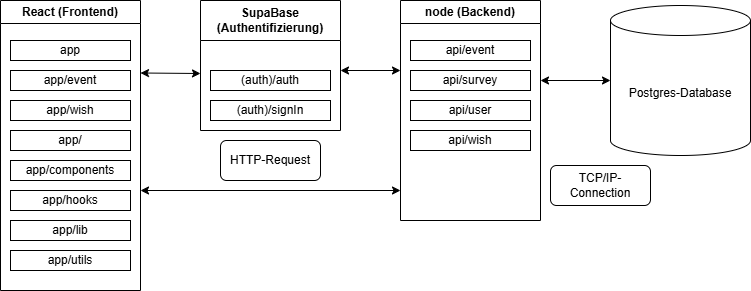 React (Frontend)
app
app/event
app/wish
app/
app/components
app/hooks
app/lib
app/utils
SupaBase
(Authentifizierung)
(auth)/auth
(auth)/signIn
HTTP-Request
node (Backend)
api/event
api/survey
api/user
api/wish
Postgres-Database
TCP/IP-
Connection